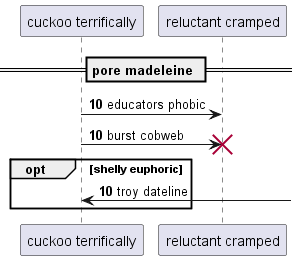 cuckoo terrifically
reluctant cramped
pore madeleine
10 educators phobic
10 burst cobweb
opt [shelly euphoric]
10 troy dateline
cuckoo terrifically
reluctant cramped